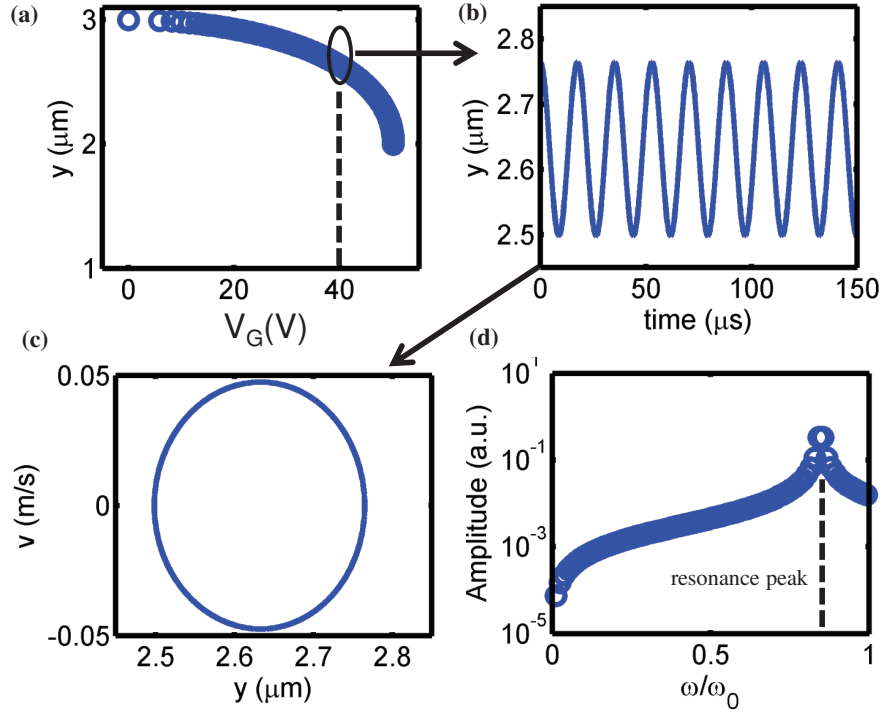 (a)
y (μm)
3
2
1
0
20
40
V_G(V)
(b)
y (μm)
2.8
2.7
2.6
2.5
0
50
100
150
time (μs)
(c)
v (m/s)
0.05
0
-0.05
2.5
2.6
2.7
2.8
y (μm)
(d)
Amplitude (a.u.)
10^1
10^-1
10^-3
10^-5
resonance peak
0
0.5
1
ω/ω_0